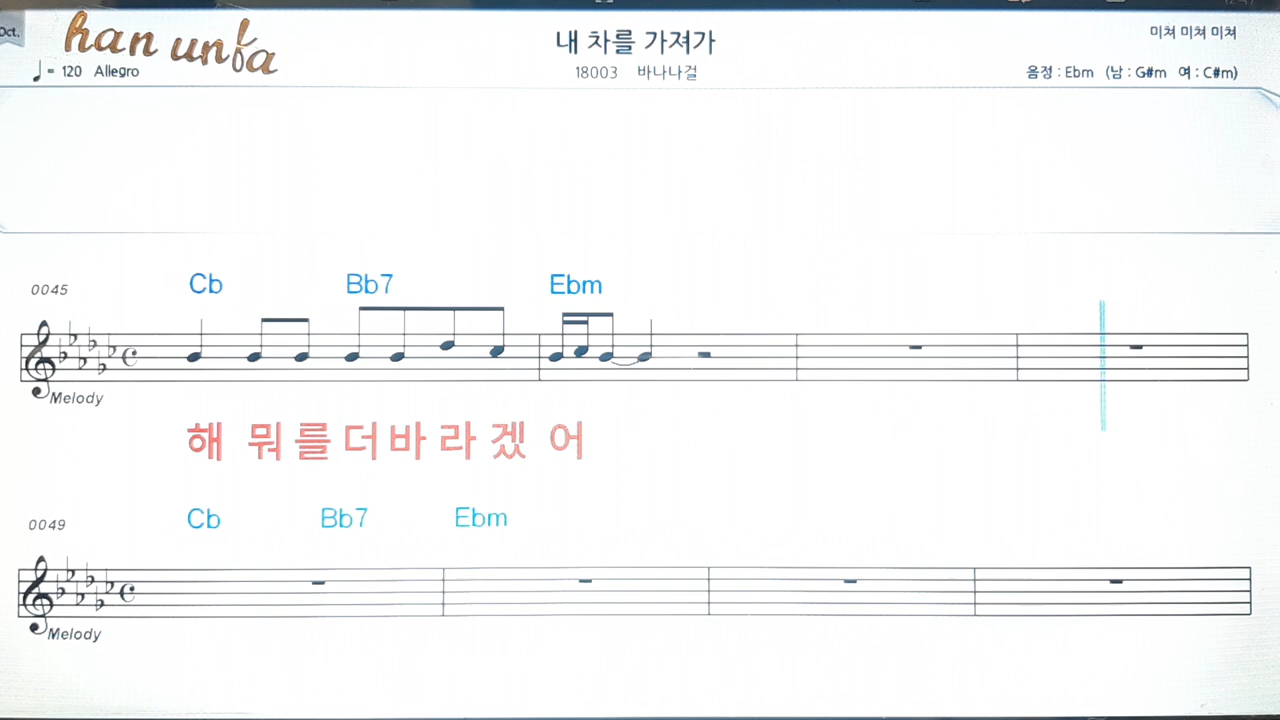 Oct.
han unfa
내 차를 가져가
미쳐 미쳐 미쳐
♩= 120 Allegro
18003 바나나걸
음정 : Ebm (남 : G#m 여 : C#m)
0045
Cb Bb7 Ebm
Melody
해 뭐를더바라겠 어
0049
Cb Bb7 Ebm
Melody